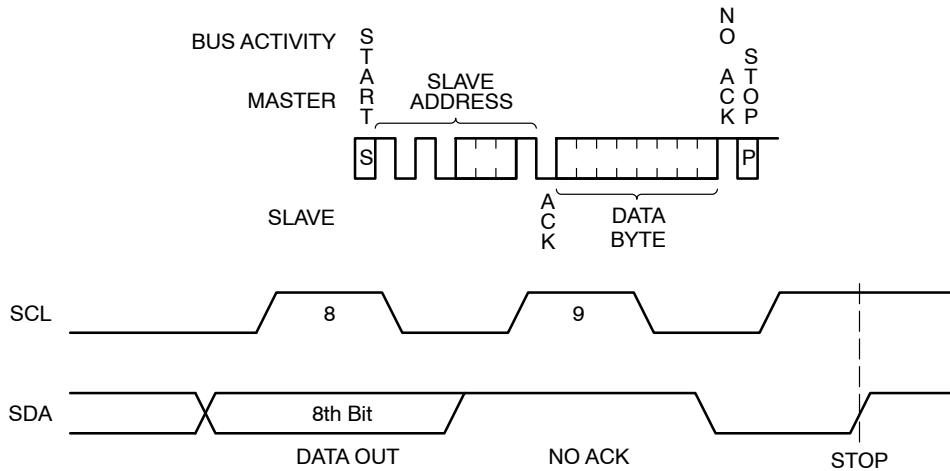 BUS ACTIVITY
MASTER
START
SLAVE
ADDRESS
NO ACK
STOP
S
P
SLAVE
ACK
DATA
BYTE
SCL
8
9
SDA
8th Bit
DATA OUT
NO ACK
STOP